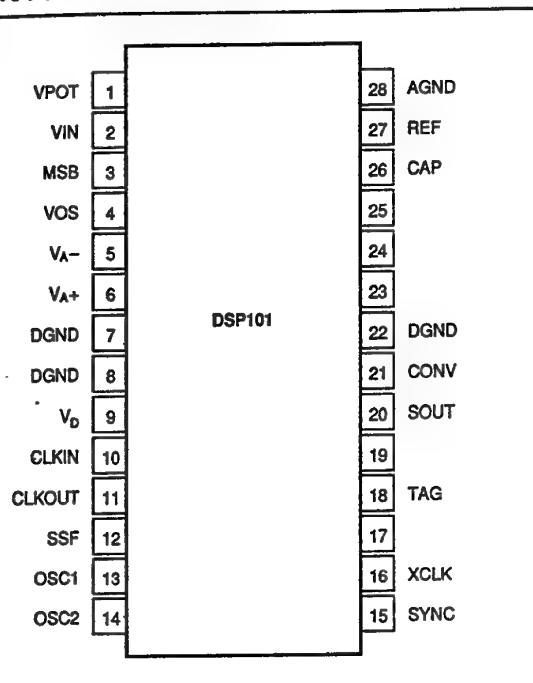 VPOT 1 28 AGND
VIN 2 27 REF
MSB 3 26 CAP
VOS 4 25
VA– 5 24
VA+ 6 23
DSP101
DGND 7 22 DGND
DGND 8 21 CONV
VD 9 20 SOUT
CLKIN 10 19
CLKOUT 11 18 TAG
SSF 12 17
OSC1 13 16 XCLK
OSC2 14 15 SYNC